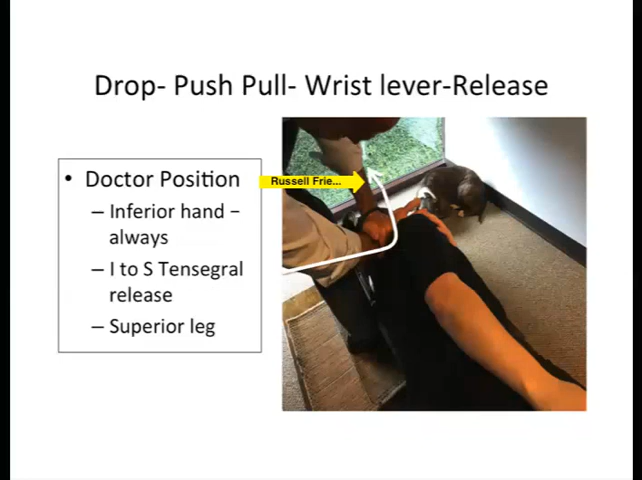 Drop- Push Pull- Wrist lever-Release
• Doctor Position
– Inferior hand –
always
– I to S Tensegral
release
– Superior leg
Russell Frie...